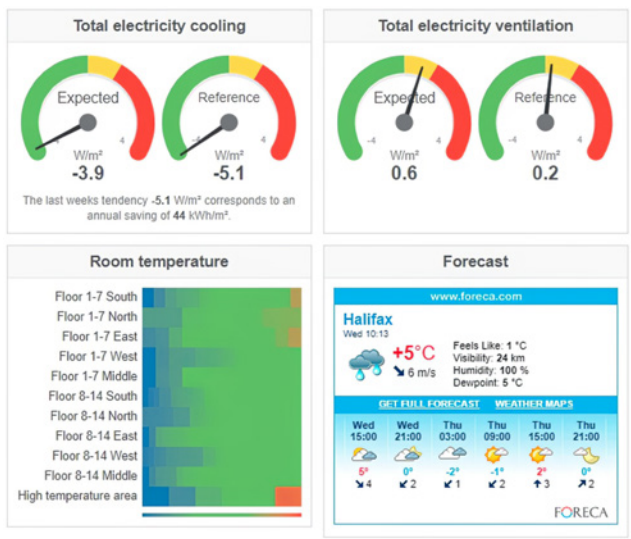 Total electricity cooling
Expected
-4
4
W/m²
-3.9
Reference
4
W/m²
-5.1
The last weeks tendency -5.1 W/m² corresponds to an
annual saving of 44 kWh/m².
Total electricity ventilation
Expected
-4
4
W/m²
0.6
Reference
-4
4
W/m²
0.2
Room temperature
Floor 1-7 South
Floor 1-7 North
Floor 1-7 East
Floor 1-7 West
Floor 1-7 Middle
Floor 8-14 South
Floor 8-14 North
Floor 8-14 East
Floor 8-14 West
Floor 8-14 Middle
High temperature area
Forecast
www.foreca.com
Halifax
Wed 10:13
+5°C
6 m/s
Feels Like: 1 °C
Visibility: 24 km
Humidity: 100 %
Dewpoint: 5 °C
GET FULL FORECAST WEATHER MAPS
Wed Wed Thu Thu Thu Thu
15:00 21:00 03:00 09:00 15:00 21:00
5° 0° -2° -1° 2° 0°
4 2 1 2 3 2
FORECA